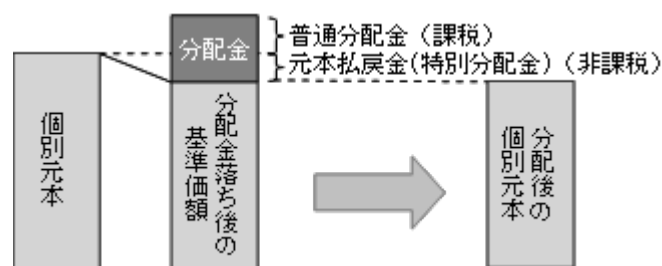 分配金
普通分配金（課税）
元本払戻金(特別分配金)（非課税）
個別元本
分配金落ち後の
基準価額
分配後の
個別元本